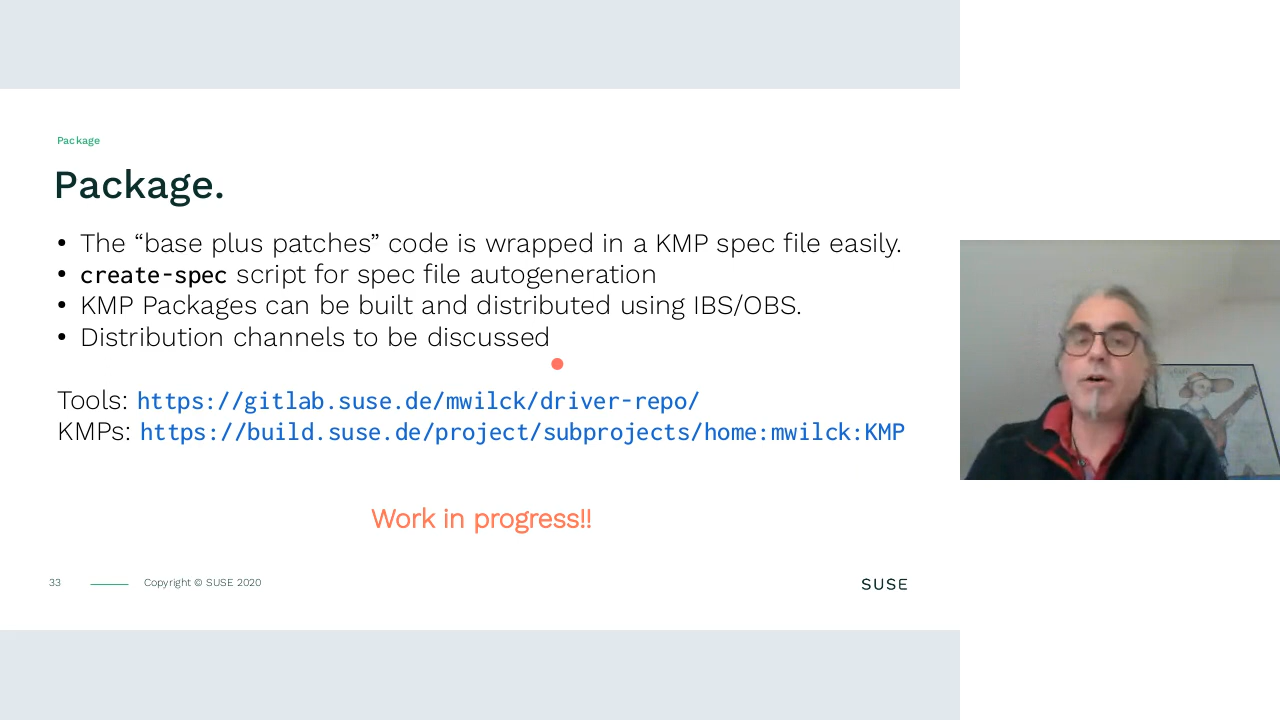 Package
Package.
• The “base plus patches” code is wrapped in a KMP spec file easily.
• create-spec script for spec file autogeneration
• KMP Packages can be built and distributed using IBS/OBS.
• Distribution channels to be discussed
Tools: https://gitlab.suse.de/mwilck/driver-repo/
KMPs: https://build.suse.de/project/subprojects/home:mwilck:KMP
Work in progress!!
33
Copyright © SUSE 2020
SUSE